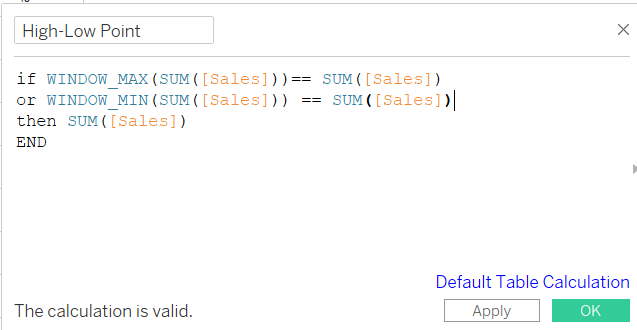 High-Low Point
if WINDOW_MAX(SUM([Sales]))== SUM([Sales])
or WINDOW_MIN(SUM([Sales])) == SUM([Sales])
then SUM([Sales])
END
Default Table Calculation
The calculation is valid.
Apply
OK